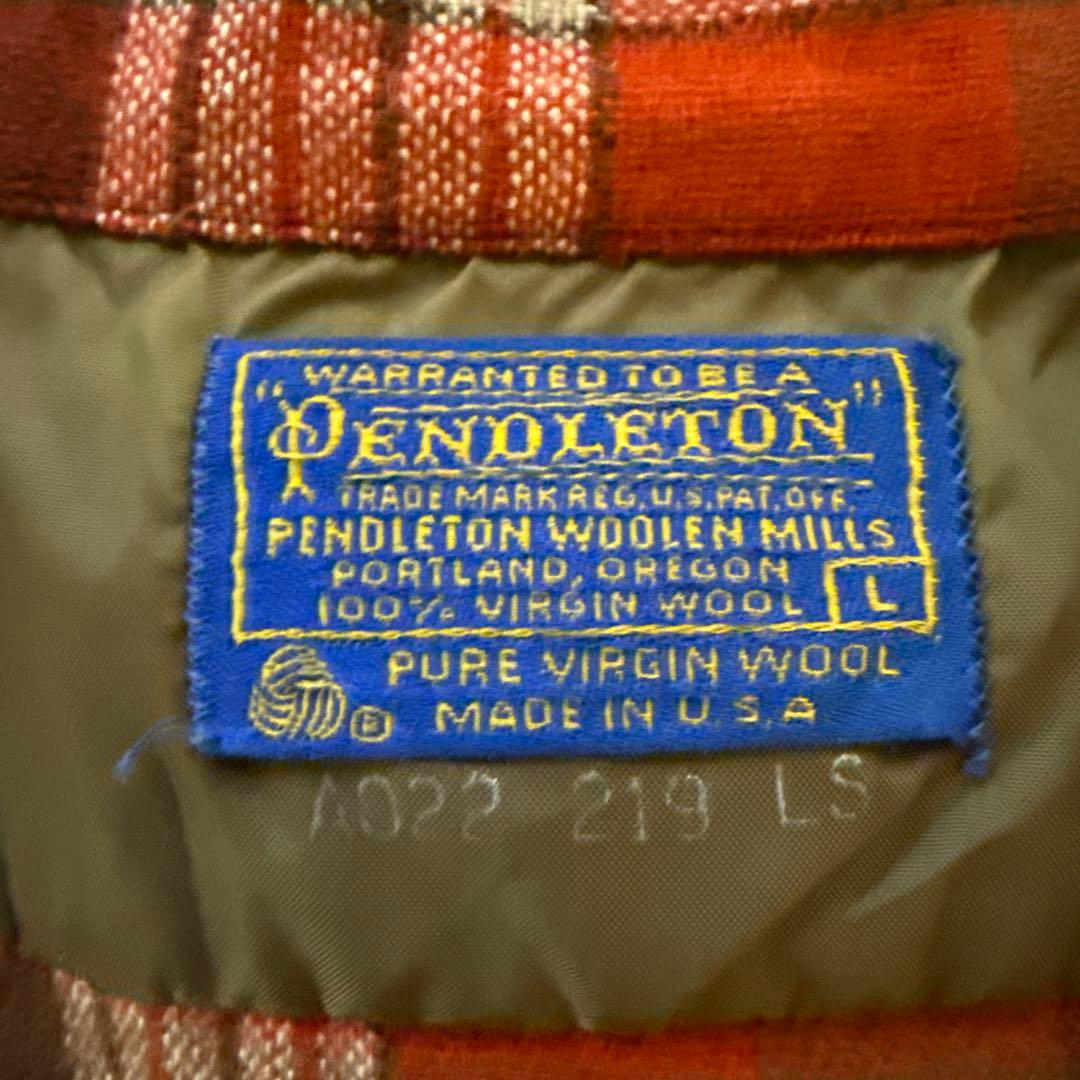 WARRANTED TO BE A
"PENDLETON"
TRADE MARK REG. U.S. PAT. OFF.
PENDLETON WOOLEN MILLS
PORTLAND, OREGON
100% VIRGIN WOOL L
® PURE VIRGIN WOOL
MADE IN U.S.A
A022 219 LS